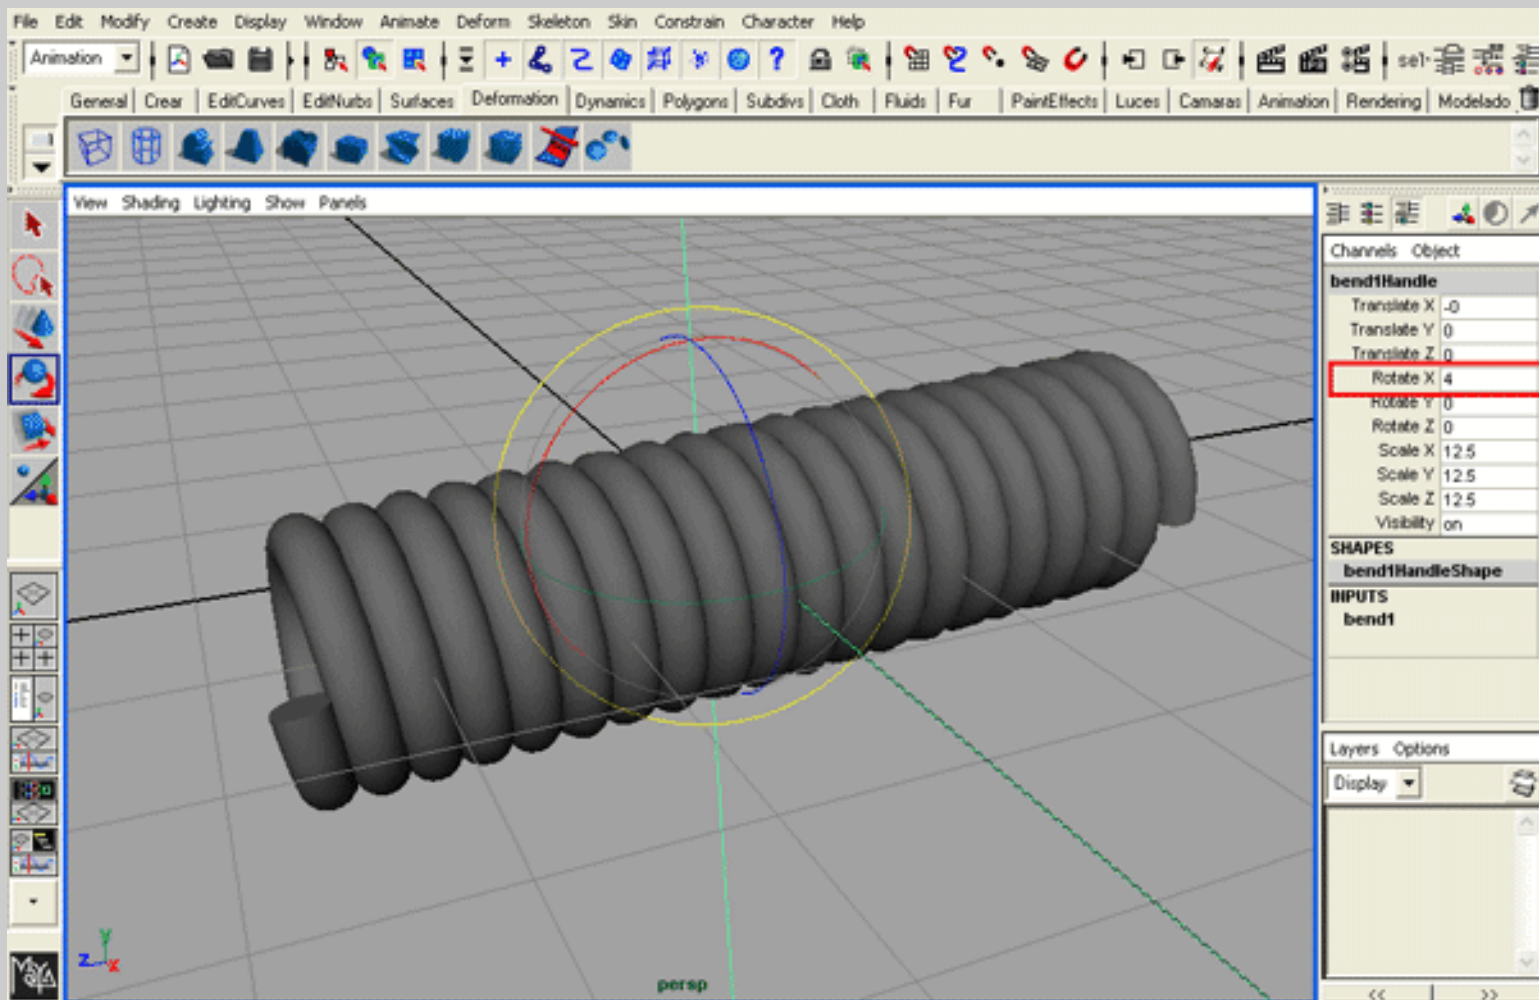 File Edit Modify Create Display Window Animate Deform Skeleton Skin Constrain Character Help
Animation
sel
General Crear EditCurves EditNurbs Surfaces Deformation Dynamics Polygons Subdivs Cloth Fluids Fur PaintEffects Luces Camaras Animation Rendering Modelado
View Shading Lighting Show Panels
Channels Object
bend1Handle
Translate X -0
Translate Y 0
Translate Z 0
Rotate X 4
Rotate Y 0
Rotate Z 0
Scale X 12.5
Scale Y 12.5
Scale Z 12.5
Visibility on
SHAPES
bend1HandleShape
INPUTS
bend1
Layers Options
Display
y
z x
persp
MAYA
<< >>